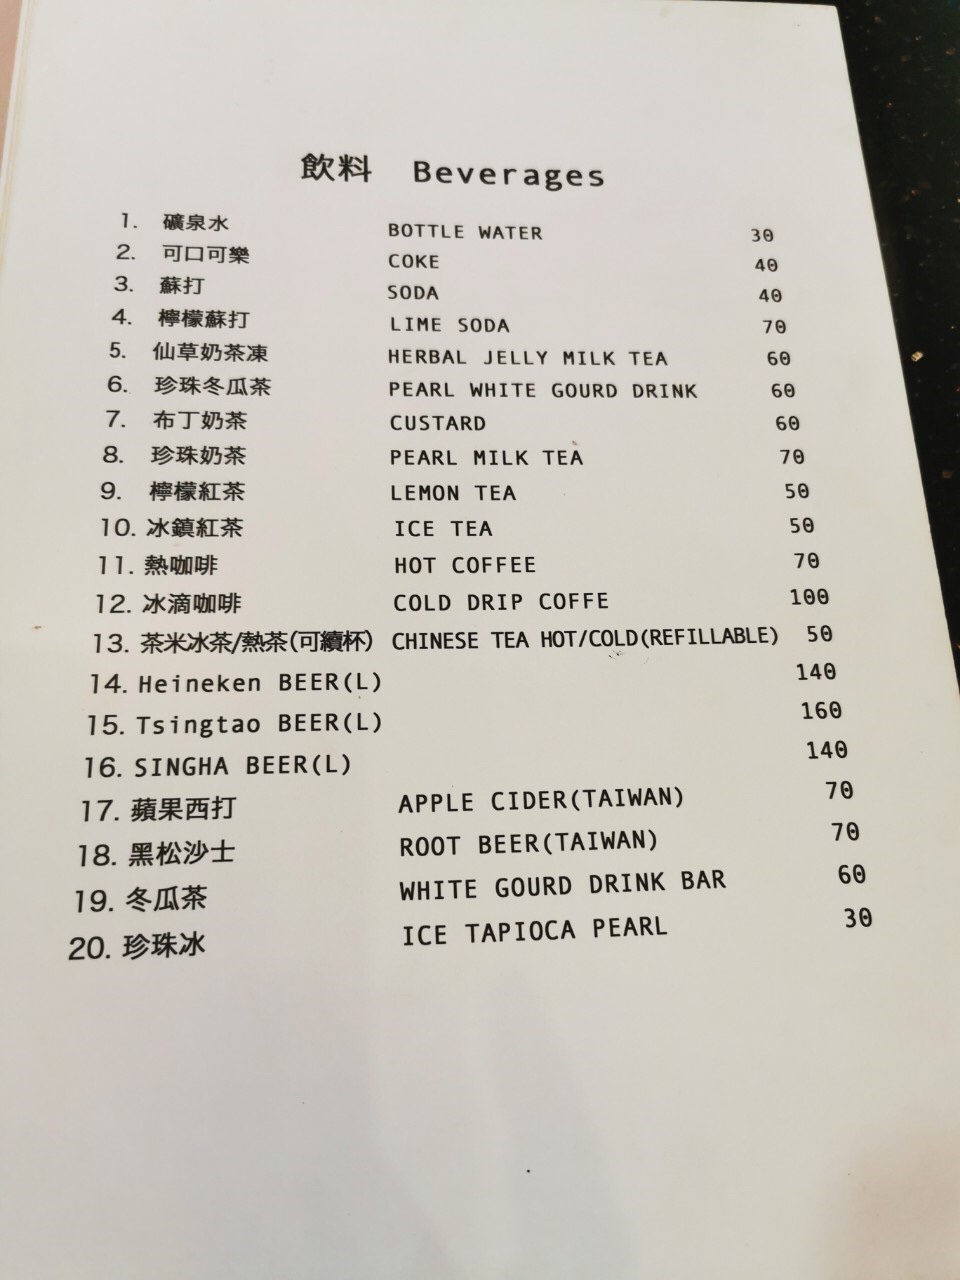 飲料 Beverages
1. 礦泉水 BOTTLE WATER 30
2. 可口可樂 COKE 40
3. 蘇打 SODA 40
4. 檸檬蘇打 LIME SODA 70
5. 仙草奶茶凍 HERBAL JELLY MILK TEA 60
6. 珍珠冬瓜茶 PEARL WHITE GOURD DRINK 60
7. 布丁奶茶 CUSTARD 60
8. 珍珠奶茶 PEARL MILK TEA 70
9. 檸檬紅茶 LEMON TEA 50
10. 冰鎮紅茶 ICE TEA 50
11. 熱咖啡 HOT COFFEE 70
12. 冰滴咖啡 COLD DRIP COFFE 100
13. 茶米冰茶/熱茶(可續杯) CHINESE TEA HOT/COLD(REFILLABLE) 50
14. Heineken BEER(L) 140
15. Tsingtao BEER(L) 160
16. SINGHA BEER(L) 140
17. 蘋果西打 APPLE CIDER(TAIWAN) 70
18. 黑松沙士 ROOT BEER(TAIWAN) 70
19. 冬瓜茶 WHITE GOURD DRINK BAR 60
20. 珍珠冰 ICE TAPIOCA PEARL 30